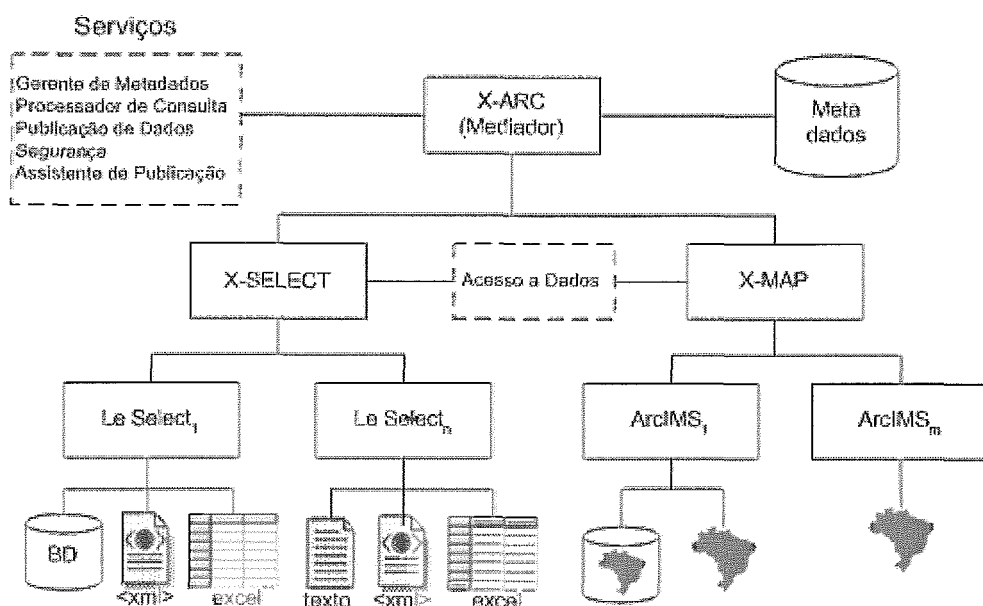 Serviços
Gerente de Metadados
Processador de Consulta
Publicação de Dados
Segurança
Assistente de Publicação
X-ARC
(Mediador)
Meta
dados
X-SELECT
Acesso a Dados
X-MAP
Le Select1
Le Selectn
ArcIMS1
ArcIMSm
BD
<xml>
excel
texto
<xml>
excel